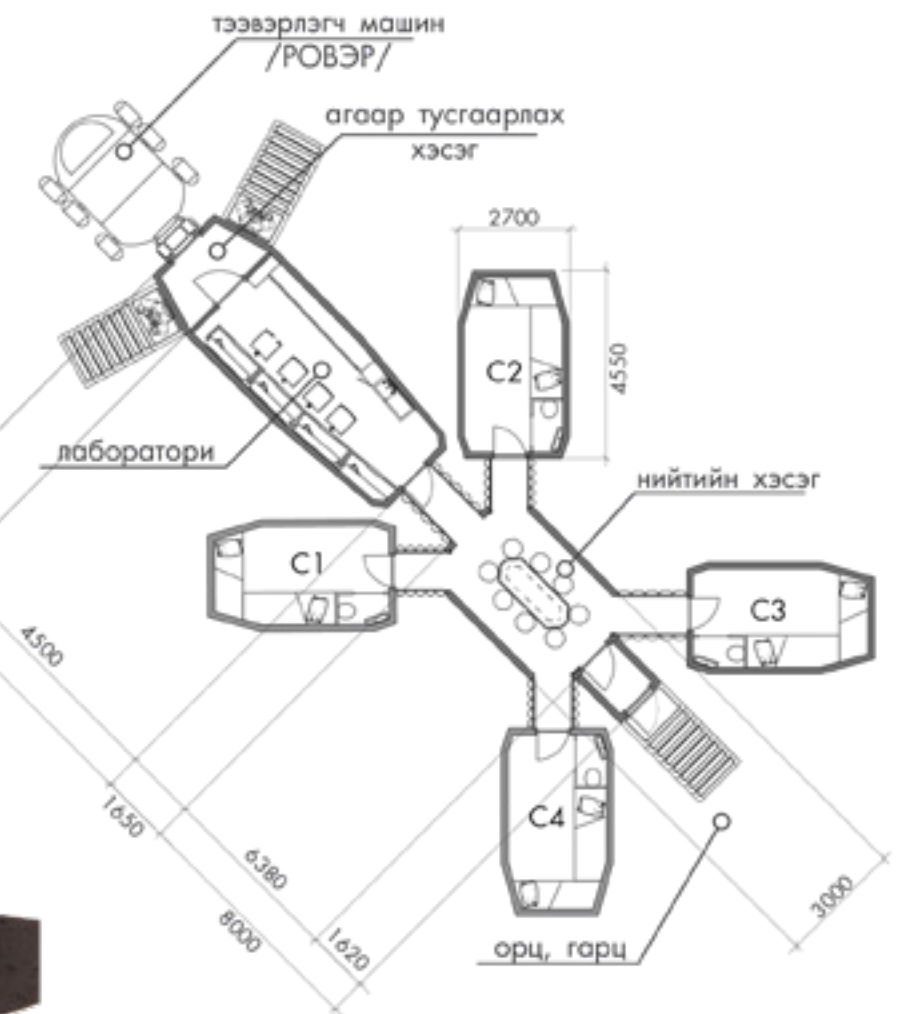 тээвэрлэгч машин
/РОВЭР/
агаар тусгаарлах
хэсэг
2700
C2
4550
лаборатори
нийтийн хэсэг
C1
C3
4500
C4
1650
6380
8000
1620
3000
орц, гарц